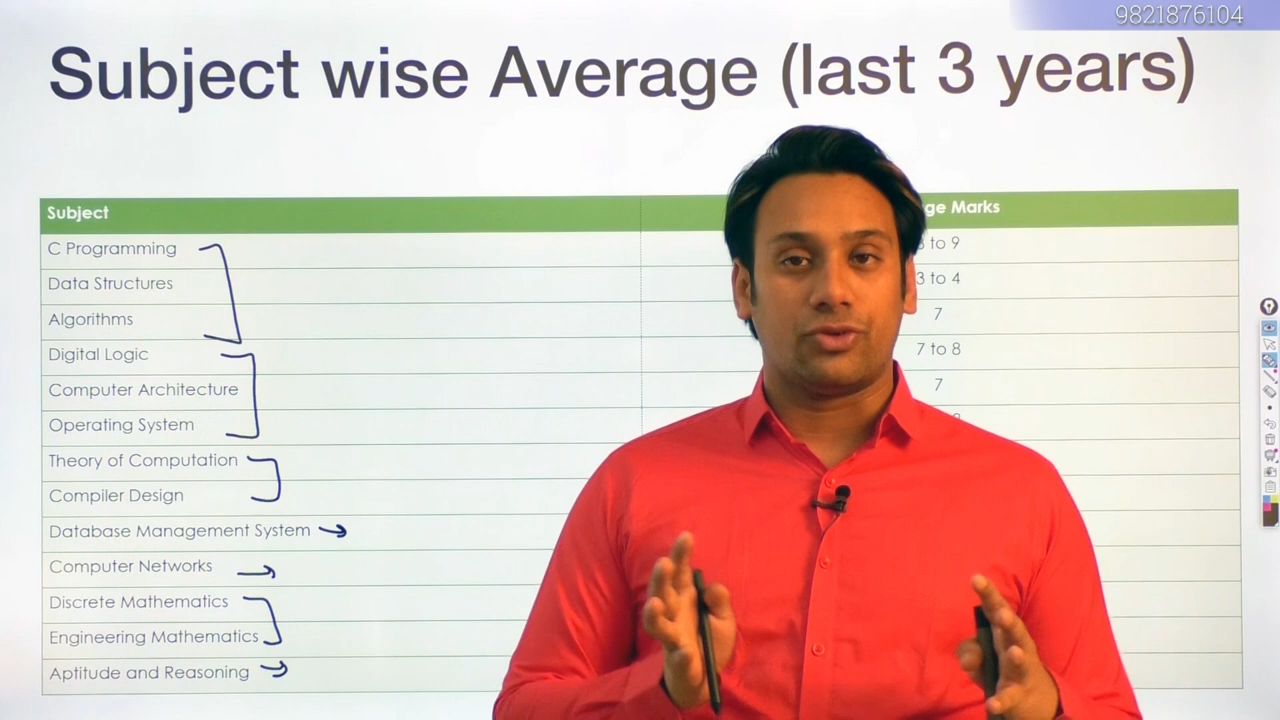 9821876104
Subject wise Average (last 3 years)
Subject ge Marks
C Programming to 9
Data Structures 3 to 4
Algorithms 7
Digital Logic 7 to 8
Computer Architecture 7
Operating System
Theory of Computation
Compiler Design
Database Management System
Computer Networks
Discrete Mathematics
Engineering Mathematics
Aptitude and Reasoning